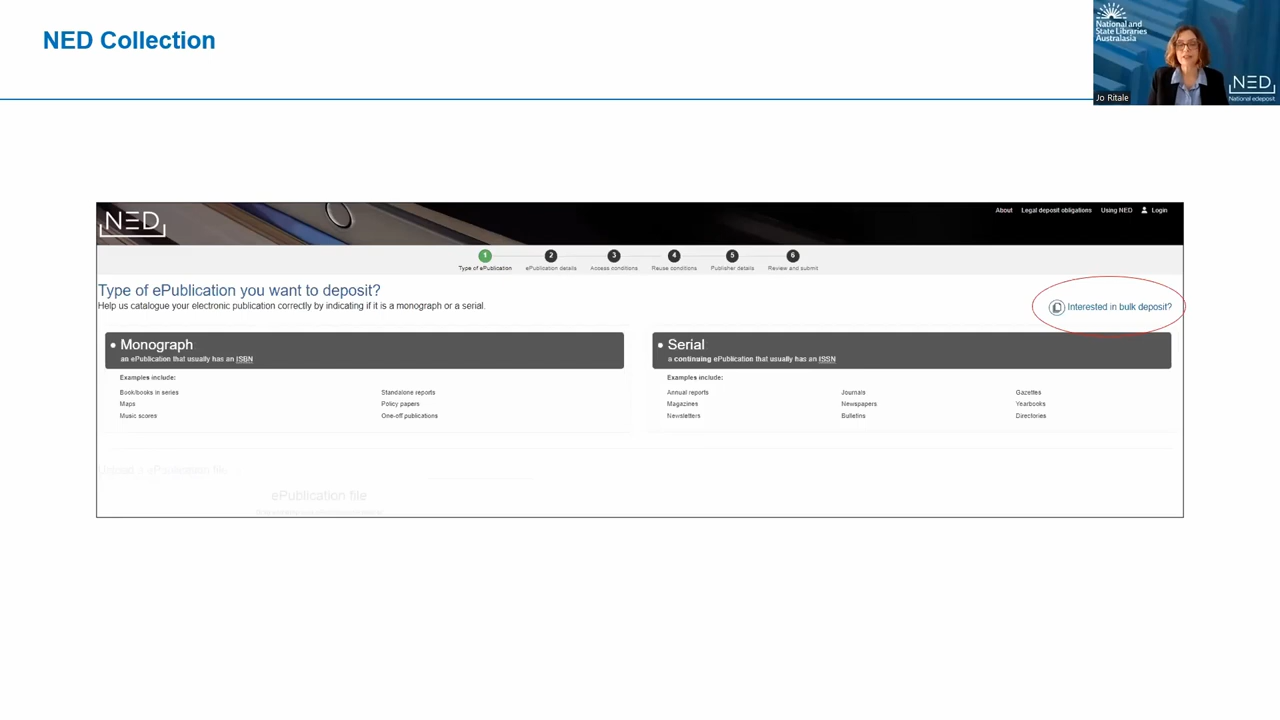 NED Collection
National and
State Libraries
Australasia
NED
National edeposit
Jo Ritale
NED
About Legal deposit obligations Using NED Login
1 2 3 4 5 6
Type of ePublication ePublication details Access conditions Reuse conditions Publisher details Review and submit
Type of ePublication you want to deposit?
Help us catalogue your electronic publication correctly by indicating if it is a monograph or a serial.
Interested in bulk deposit?
Monograph
an ePublication that usually has an ISBN
Examples include:
Book/books in series Standalone reports
Maps Policy papers
Music scores One-off publications
Serial
a continuing ePublication that usually has an ISSN
Examples include:
Annual reports Journals Gazettes
Magazines Newspapers Yearbooks
Newsletters Bulletins Directories
ePublication file